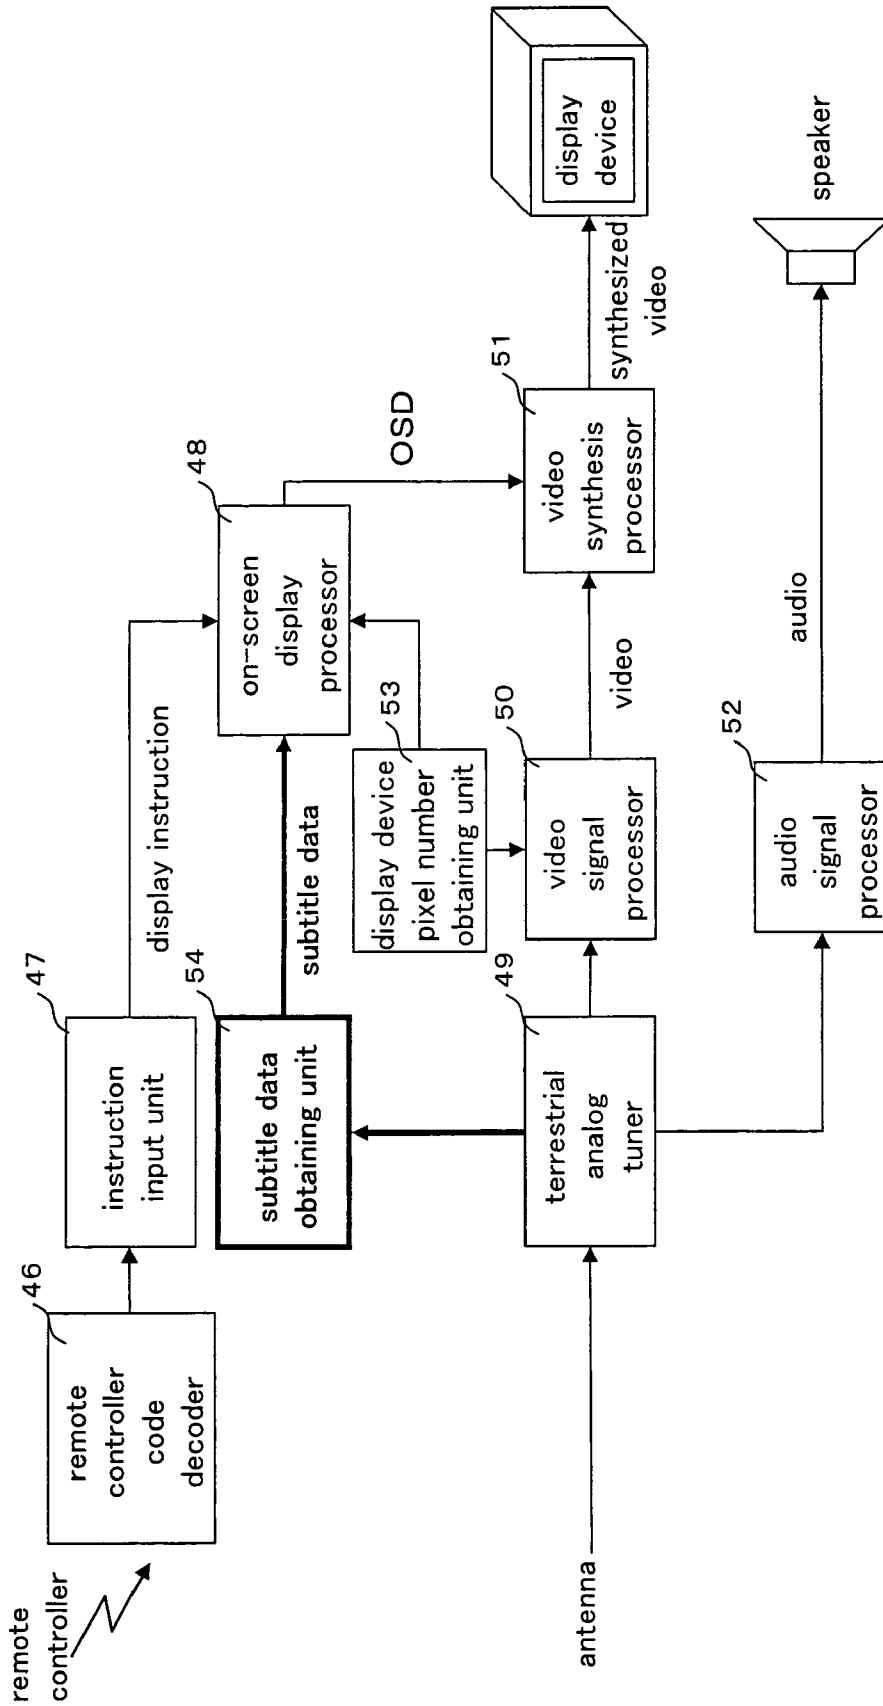 remote
controller
46
remote
controller
code
decoder
47
instruction
input unit
display instruction
54
subtitle data
obtaining unit
subtitle data
48
on-screen
display
processor
OSD
53
display device
pixel number
obtaining unit
antenna
49
terrestrial
analog
tuner
50
video
signal
processor
video
51
video
synthesis
processor
synthesized
video
display
device
52
audio
signal
processor
audio
speaker